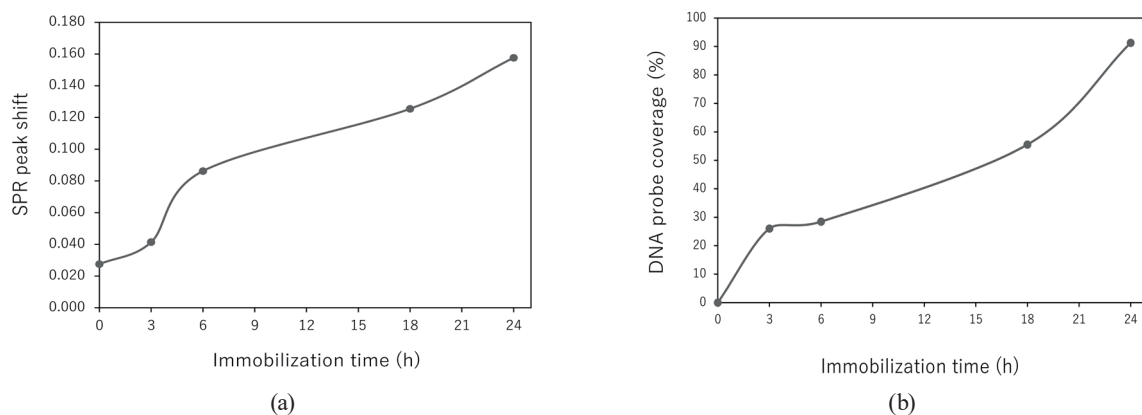 SPR peak shift
0.180
0.160
0.140
0.120
0.100
0.080
0.060
0.040
0.020
0.000
0 3 6 9 12 15 18 21 24
Immobilization time (h)
(a)
DNA probe coverage (%)
100
90
80
70
60
50
40
30
20
10
0
0 3 6 9 12 15 18 21 24
Immobilization time (h)
(b)